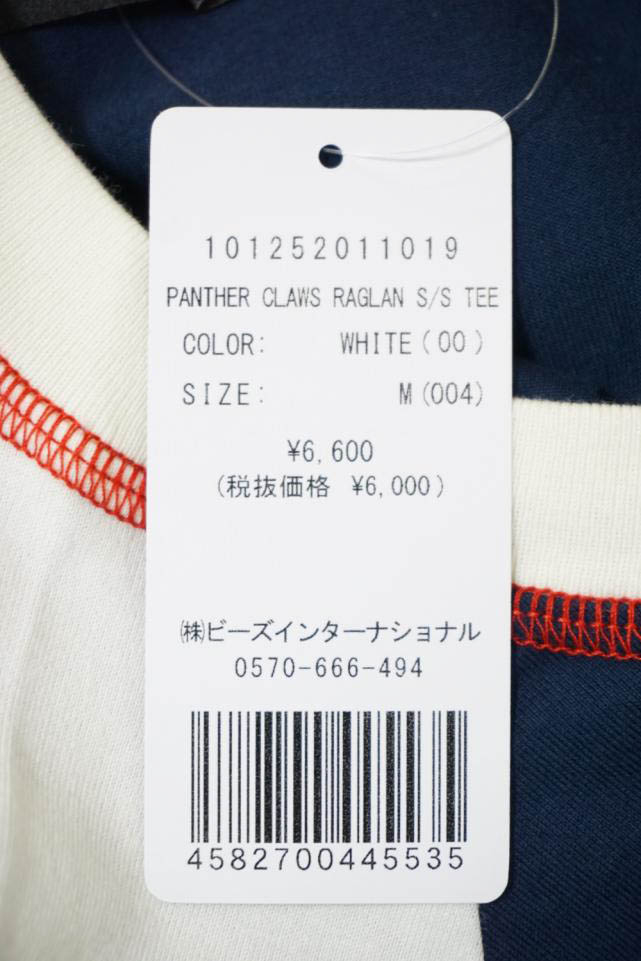 101252011019
PANTHER CLAWS RAGLAN S/S TEE
COLOR: WHITE(00)
SIZE: M(004)
¥6,600
(税抜価格 ¥6,000)
㈱ビーズインターナショナル
0570-666-494
4582700445535